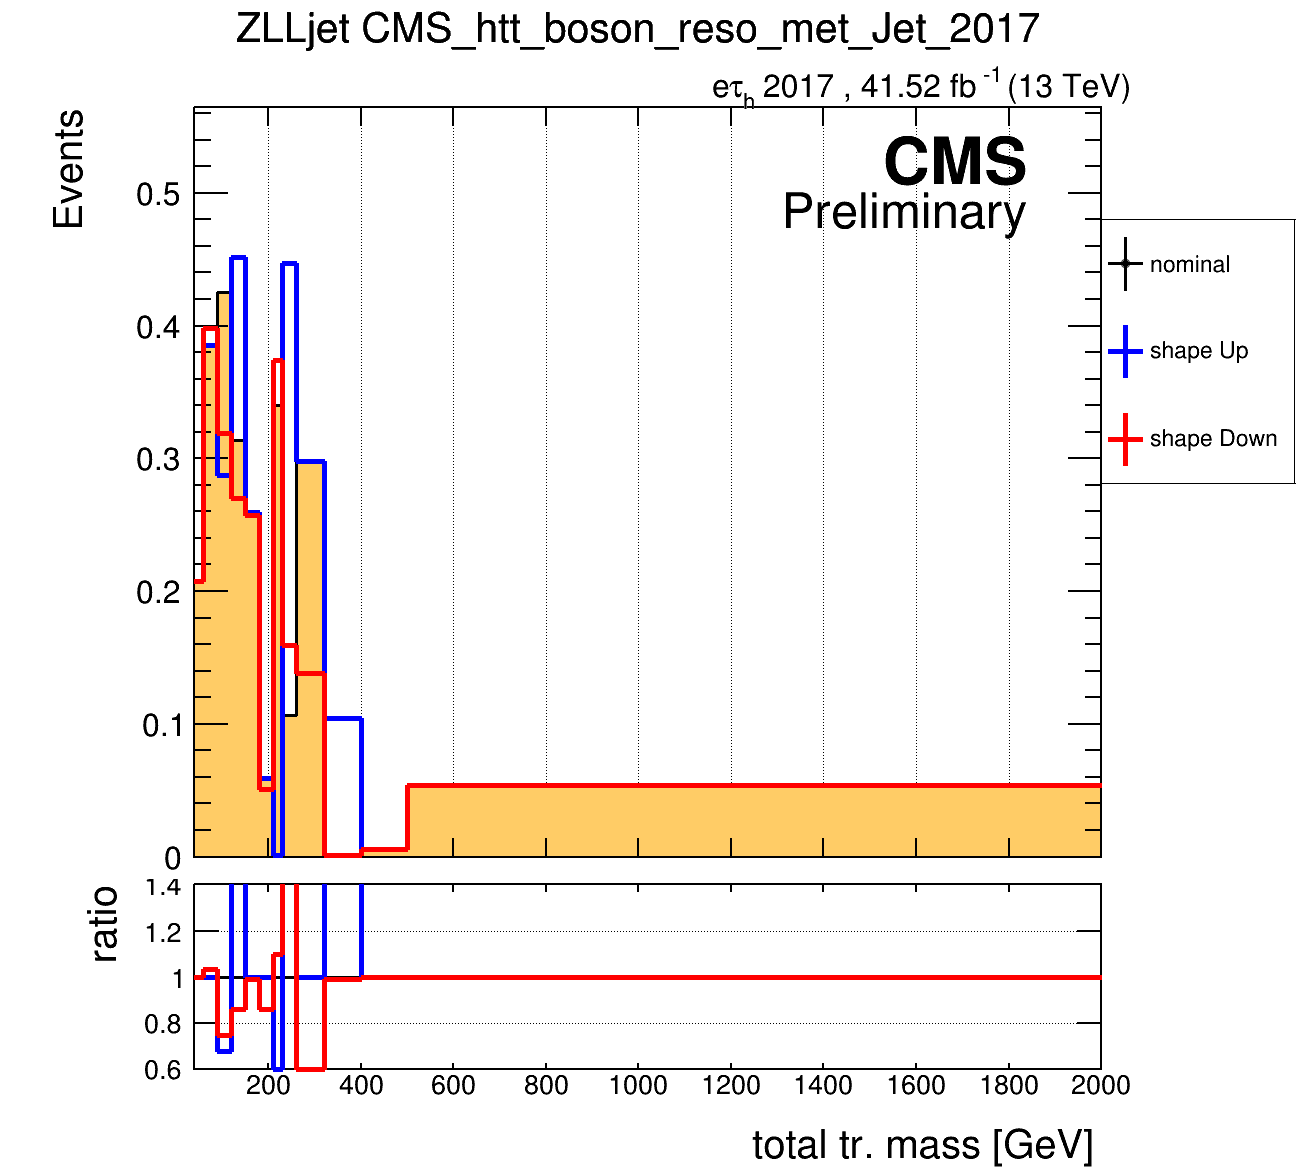 ZLLjet CMS_htt_boson_reso_met_Jet_2017
eτh 2017 , 41.52 fb -1 (13 TeV)
Events
CMS
Preliminary
0.5
0.4
0.3
0.2
0.1
0
nominal
shape Up
shape Down
ratio
1.4
1.2
1
0.8
0.6
200 400 600 800 1000 1200 1400 1600 1800 2000
total tr. mass [GeV]